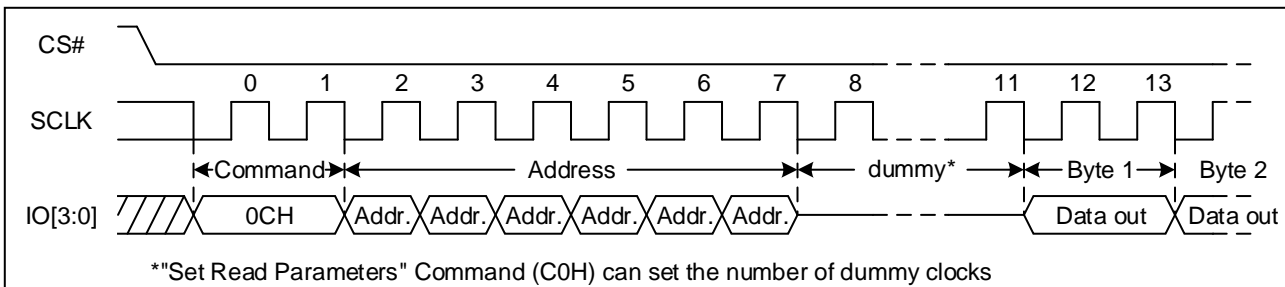 CS#
0 1 2 3 4 5 6 7 8 11 12 13
SCLK
Command Address dummy* Byte 1 Byte 2
IO[3:0] 0CH Addr. Addr. Addr. Addr. Addr. Addr. Data out Data out
*"Set Read Parameters" Command (C0H) can set the number of dummy clocks